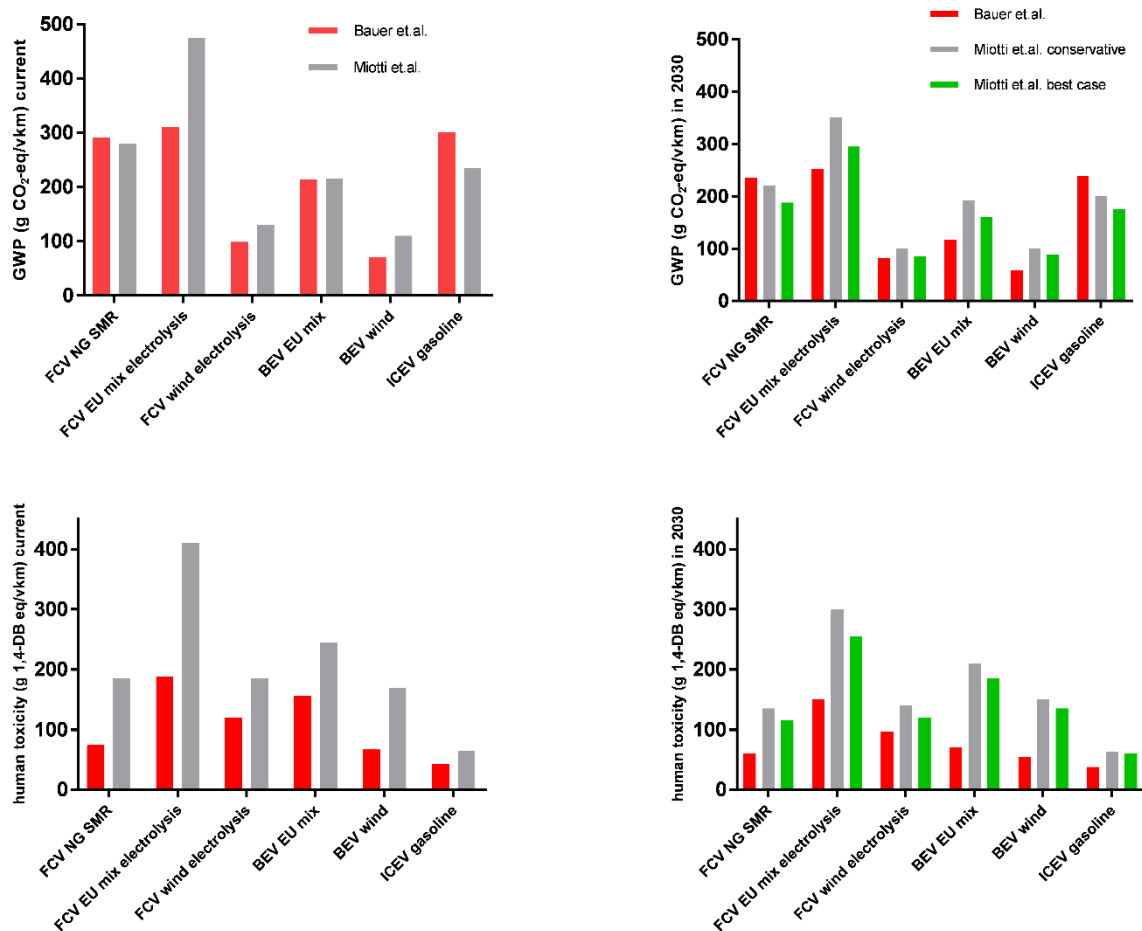 GWP (g CO₂-eq/vkm) current
500
400
300
200
100
0
Bauer et.al.
Miotti et.al.
FCV NG SMR
FCV EU mix electrolysis
FCV wind electrolysis
BEV EU mix
BEV wind
ICEV gasoline
GWP (g CO₂-eq/vkm) in 2030
500
400
300
200
100
0
Bauer et.al.
Miotti et.al. conservative
Miotti et.al. best case
FCV NG SMR
FCV EU mix electrolysis
FCV wind electrolysis
BEV EU mix
BEV wind
ICEV gasoline
human toxicity (g 1,4-DB eq/vkm) current
400
300
200
100
0
FCV NG SMR
FCV EU mix electrolysis
FCV wind electrolysis
BEV EU mix
BEV wind
ICEV gasoline
human toxicity (g 1,4-DB eq/vkm) in 2030
400
300
200
100
0
FCV NG SMR
FCV EU mix electrolysis
FCV wind electrolysis
BEV EU mix
BEV wind
ICEV gasoline